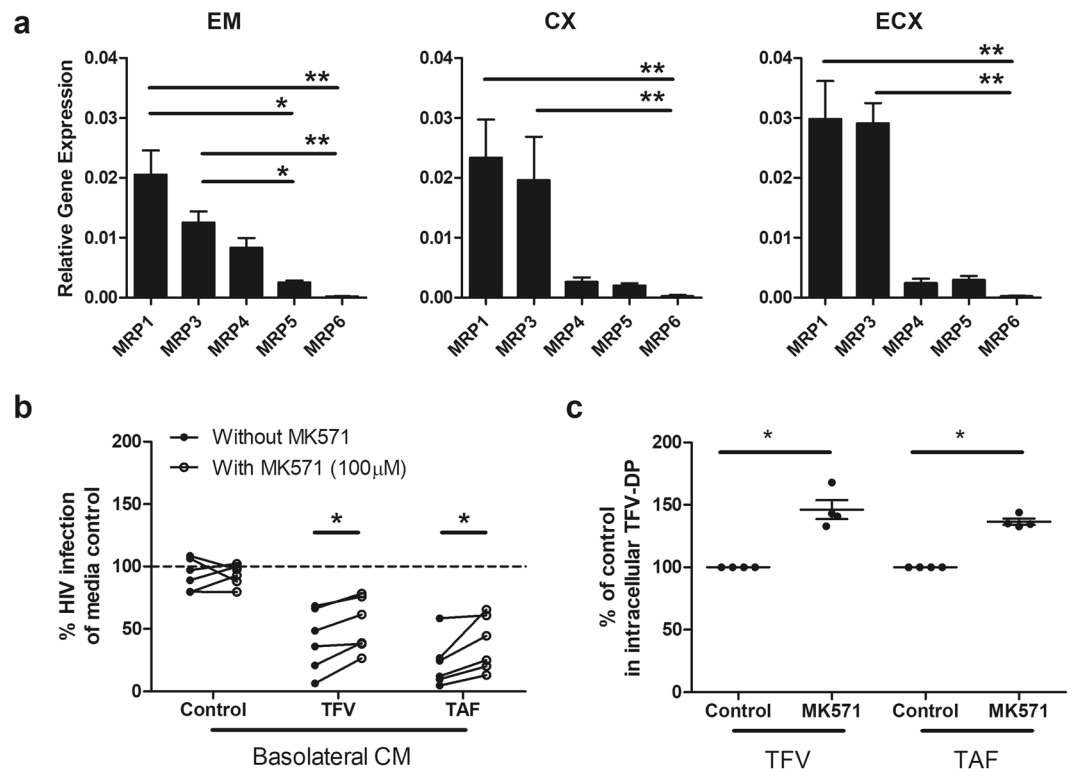 a
EM
CX
ECX
Relative Gene Expression
0.04
0.03
0.02
0.01
0.00
**
*
**
*
MRP1
MRP3
MRP4
MRP5
MRP6
0.04
0.03
0.02
0.01
0.00
**
**
MRP1
MRP3
MRP4
MRP5
MRP6
0.04
0.03
0.02
0.01
0.00
**
**
MRP1
MRP3
MRP4
MRP5
MRP6
b
% HIV infection
of media control
200
150
100
50
0
Without MK571
With MK571 (100μM)
*
*
Control
TFV
TAF
Basolateral CM
c
% of control
in intracellular TFV-DP
200
150
100
50
0
*
*
Control
MK571
Control
MK571
TFV
TAF